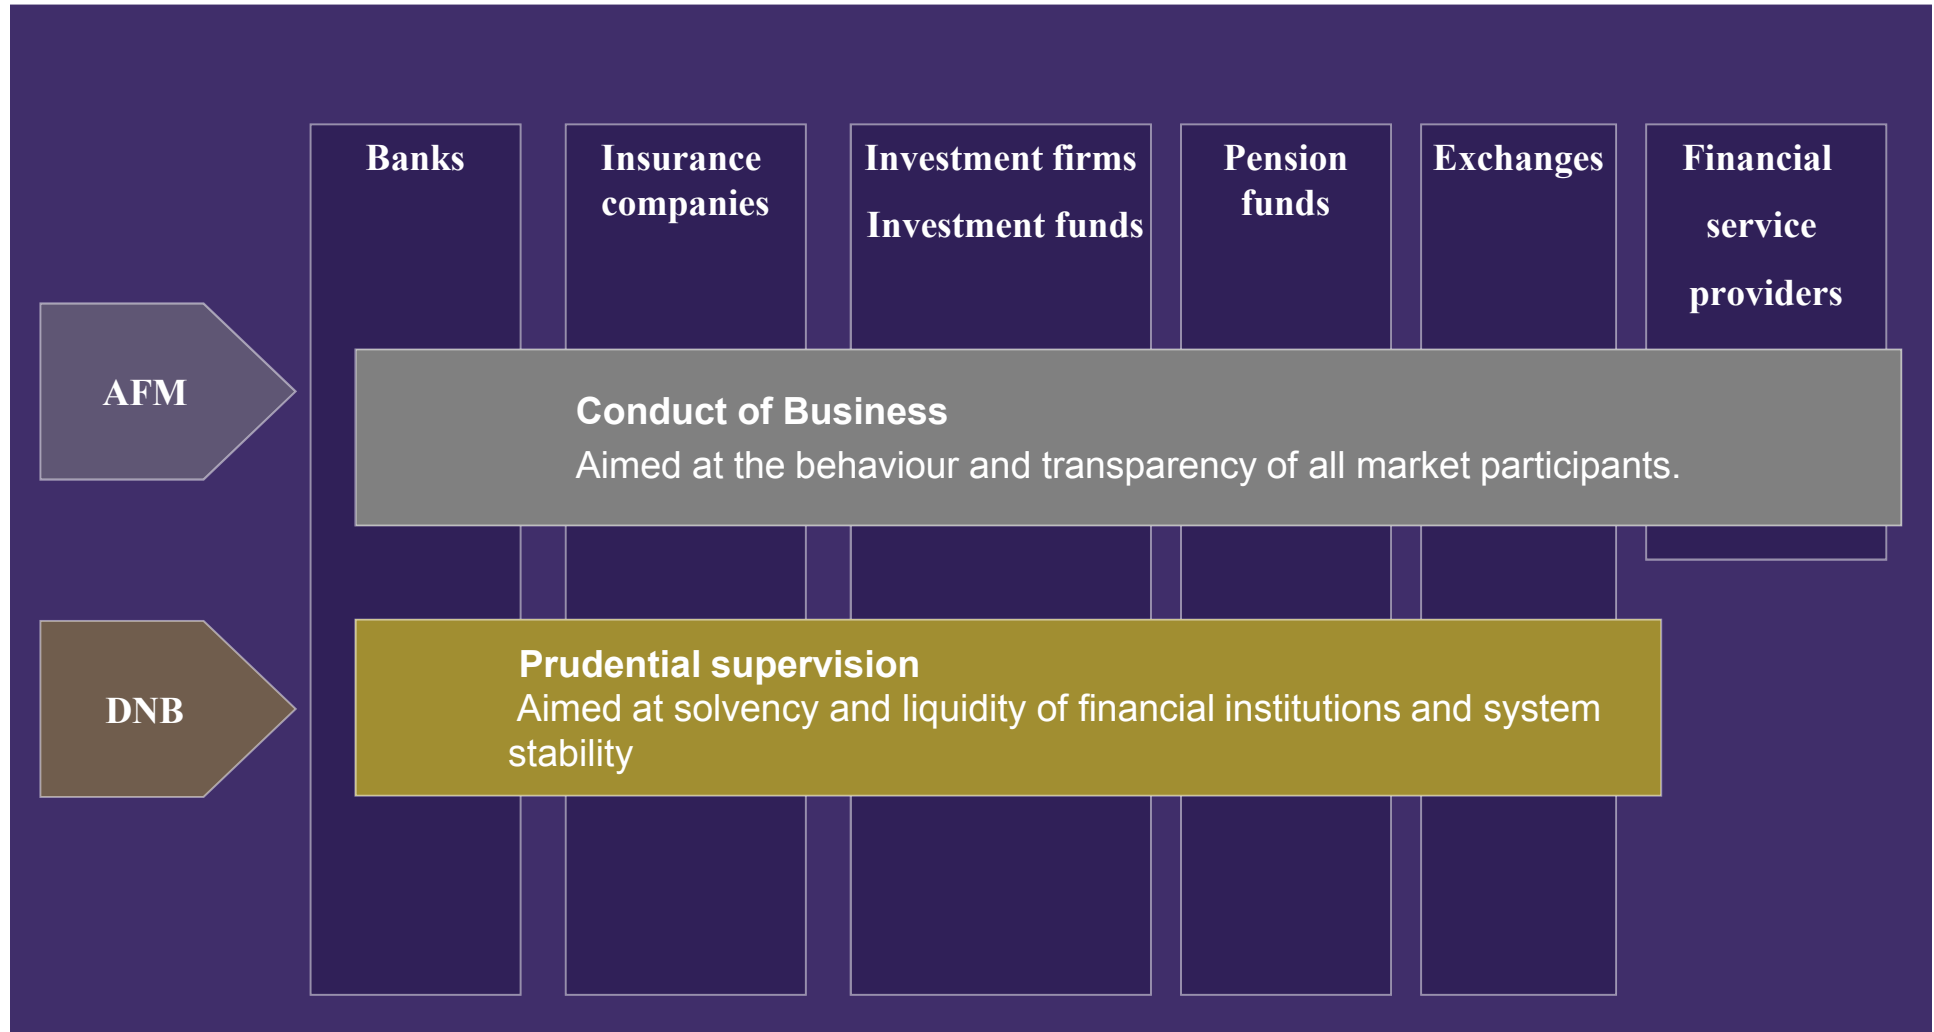 Banks
Insurance
companies
Investment firms
Investment funds
Pension
funds
Exchanges
Financial
service
providers
AFM
Conduct of Business
Aimed at the behaviour and transparency of all market participants.
DNB
Prudential supervision
Aimed at solvency and liquidity of financial institutions and system
stability